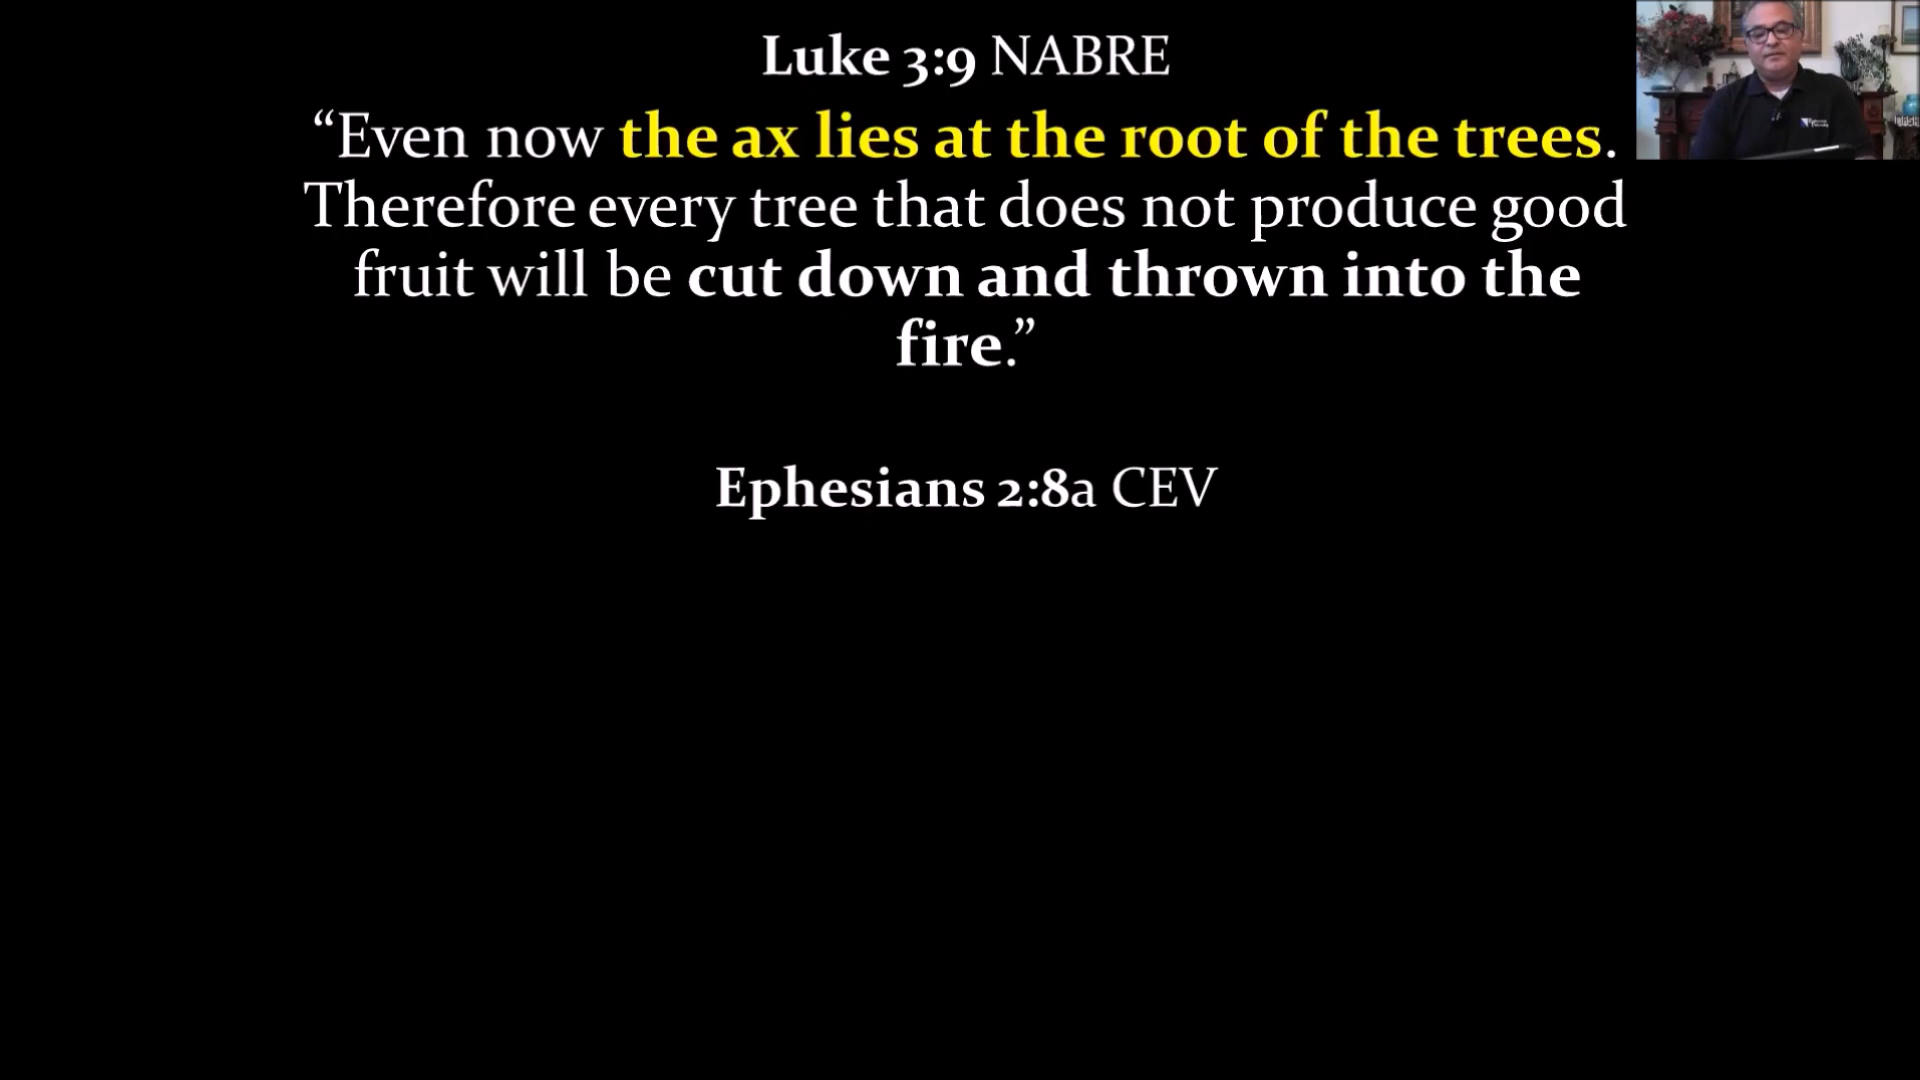 Luke 3:9 NABRE
“Even now the ax lies at the root of the trees.
Therefore every tree that does not produce good
fruit will be cut down and thrown into the
fire.”
Ephesians 2:8a CEV